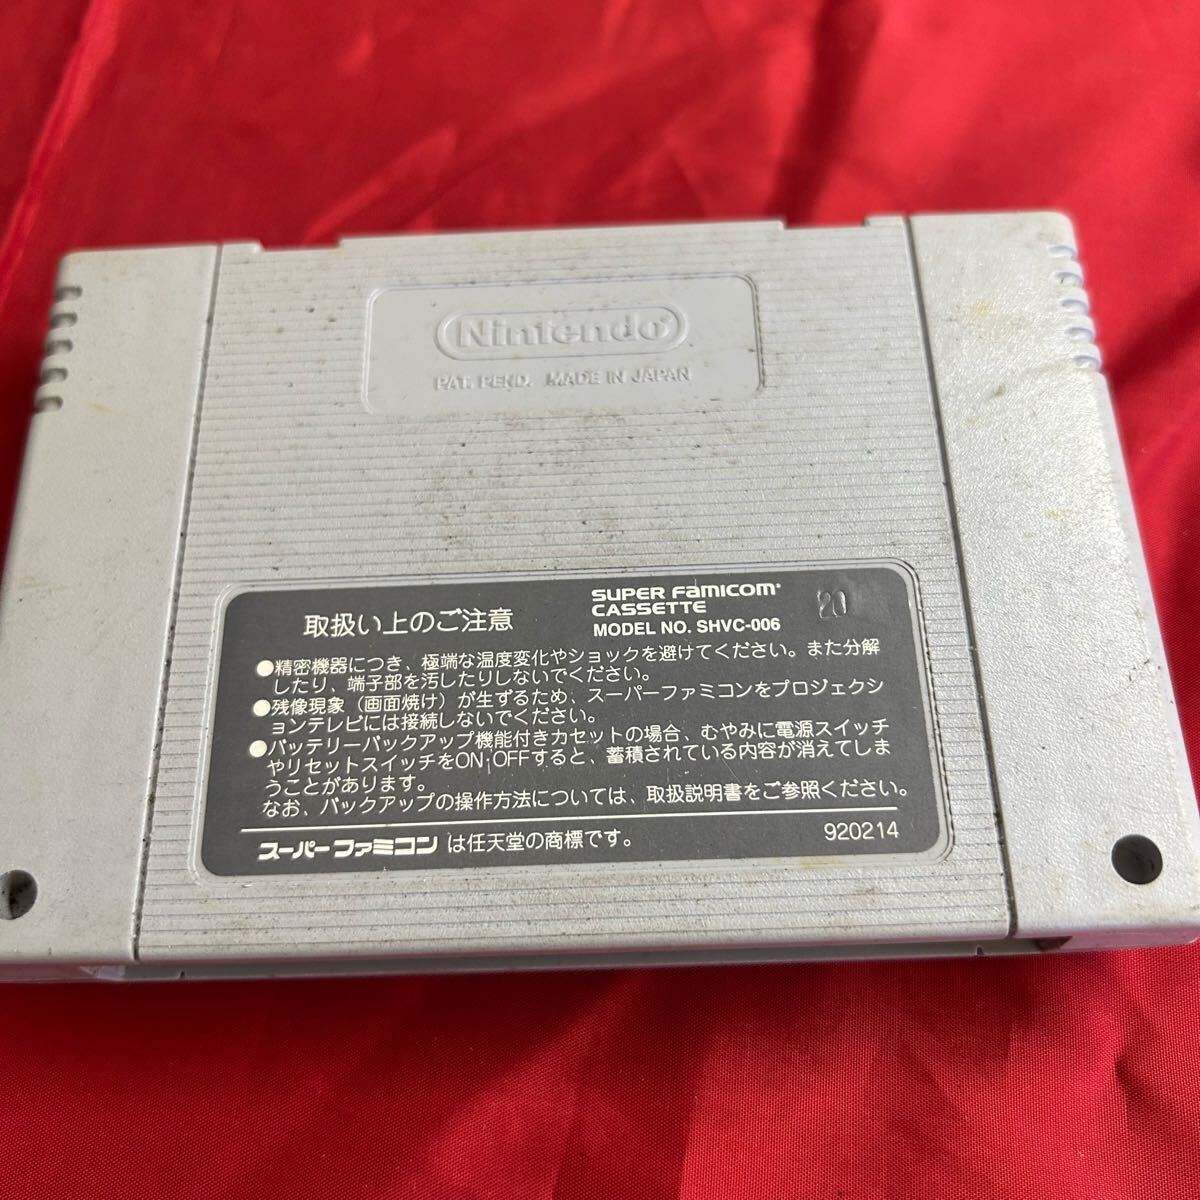 Nintendo
PAT. PEND. MADE IN JAPAN
取扱い上のご注意
SUPER FAMICOM
CASSETTE
MODEL NO. SHVC-006
20
●精密機器につき、極端な温度変化やショックを避けてください。また分解
したり、端子部を汚したりしないでください。
●残像現象（画面焼け）が生ずるため、スーパーファミコンをプロジェクシ
ョンテレビには接続しないでください。
●バッテリーバックアップ機能付きカセットの場合、むやみに電源スイッチ
やリセットスイッチをON・OFFすると、蓄積されている内容が消えてしま
うことがあります。
なお、バックアップの操作方法については、取扱説明書をご参照ください。
スーパーファミコンは任天堂の商標です。
920214